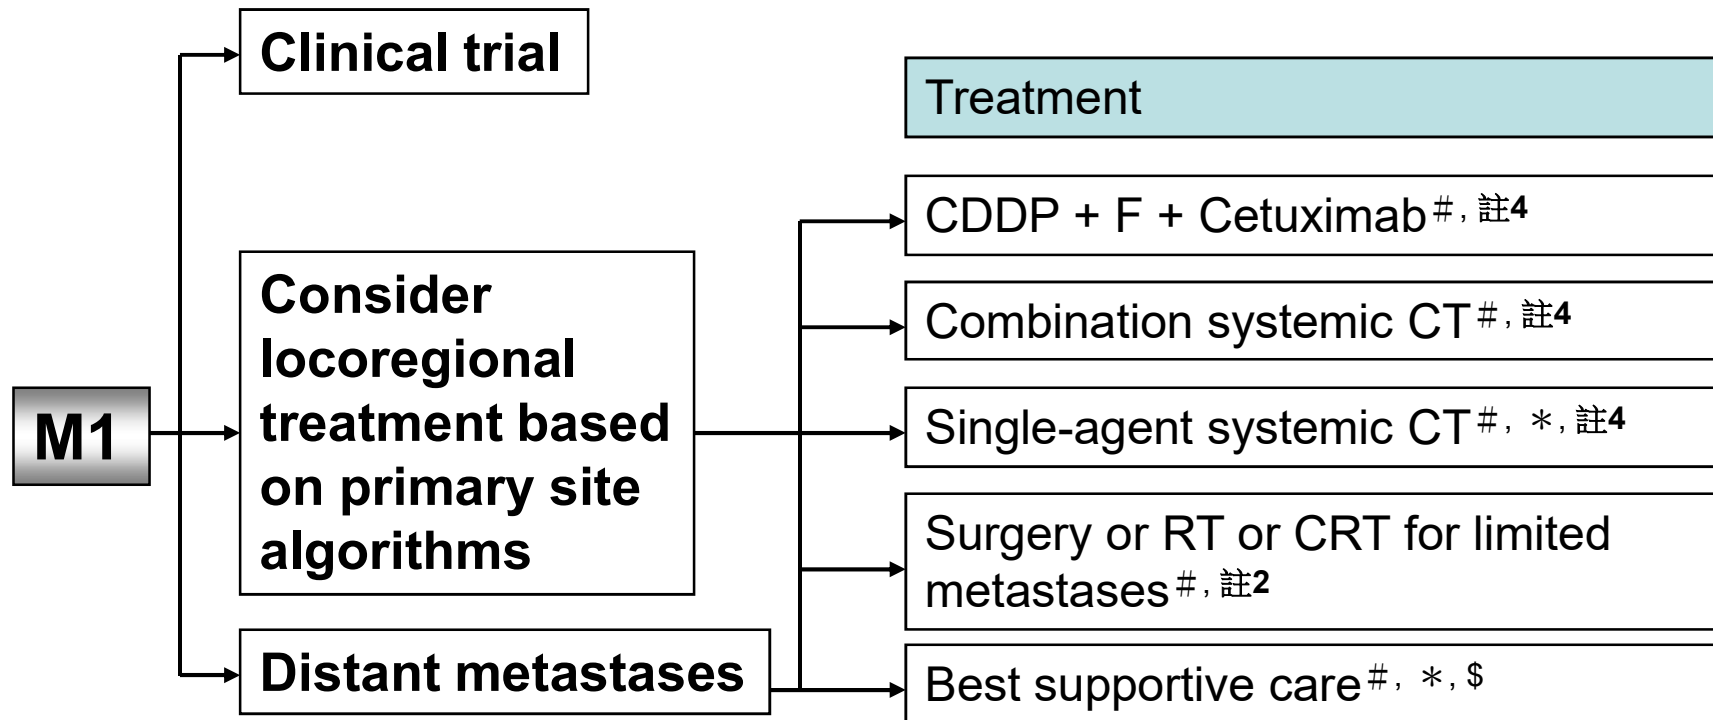 Clinical trial
Treatment
CDDP + F + Cetuximab #, 註4
Consider
locoregional
treatment based
on primary site
algorithms
Combination systemic CT #, 註4
M1
Single-agent systemic CT #, *, 註4
Surgery or RT or CRT for limited
metastases #, 註2
Distant metastases
Best supportive care #, *, $